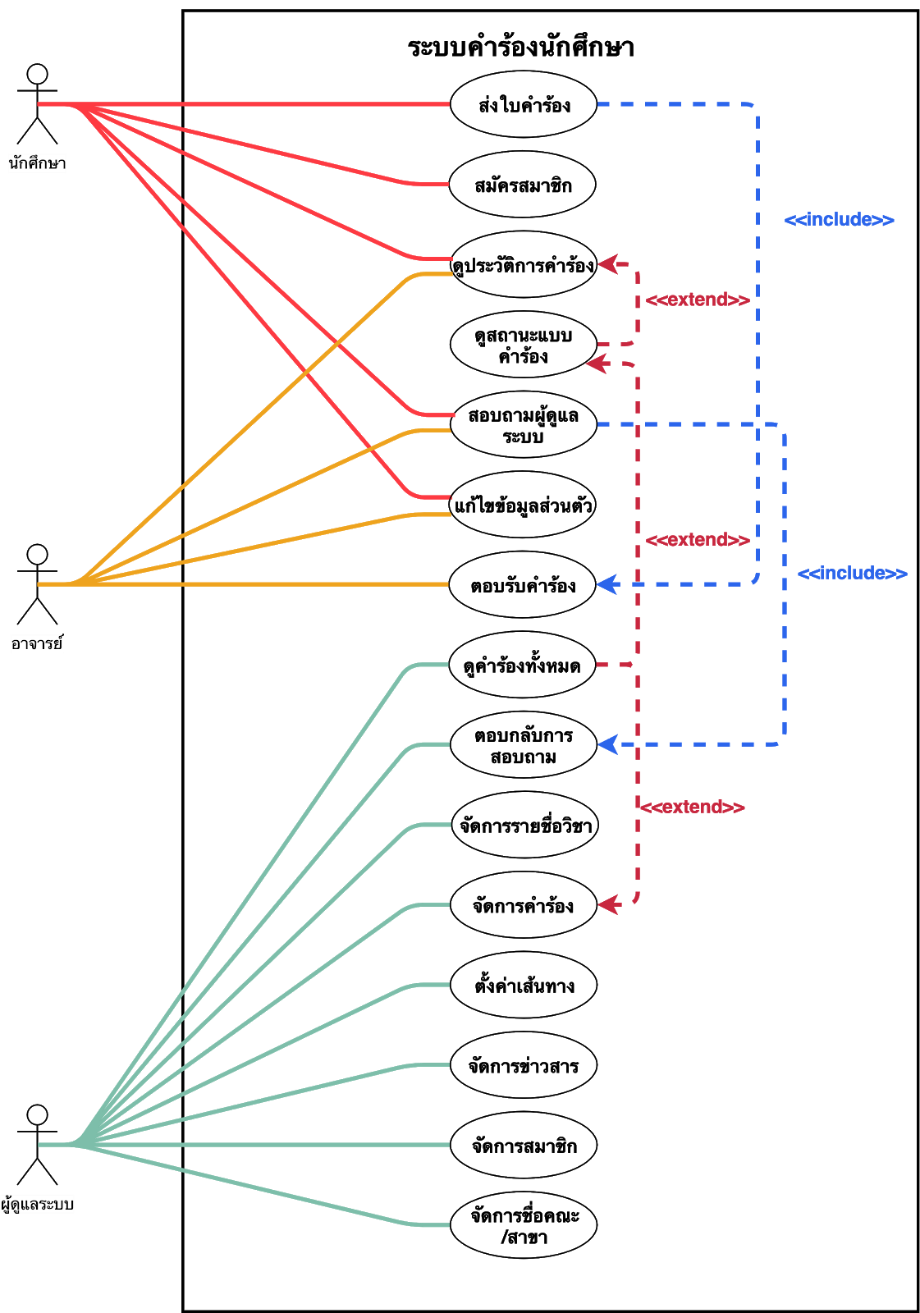 ระบบคำร้องนักศึกษา
ส่งใบคำร้อง
นักศึกษา
สมัครสมาชิก
<<include>>
ดูประวัติการคำร้อง
<<extend>>
ดูสถานะแบบ
คำร้อง
สอบถามผู้ดูแล
ระบบ
แก้ไขข้อมูลส่วนตัว
<<extend>>
<<include>>
ตอบรับคำร้อง
อาจารย์
ดูคำร้องทั้งหมด
ตอบกลับการ
สอบถาม
<<extend>>
จัดการรายชื่อวิชา
จัดการคำร้อง
ตั้งค่าเส้นทาง
จัดการข่าวสาร
จัดการสมาชิก
ผู้ดูแลระบบ
จัดการชื่อคณะ
/สาขา